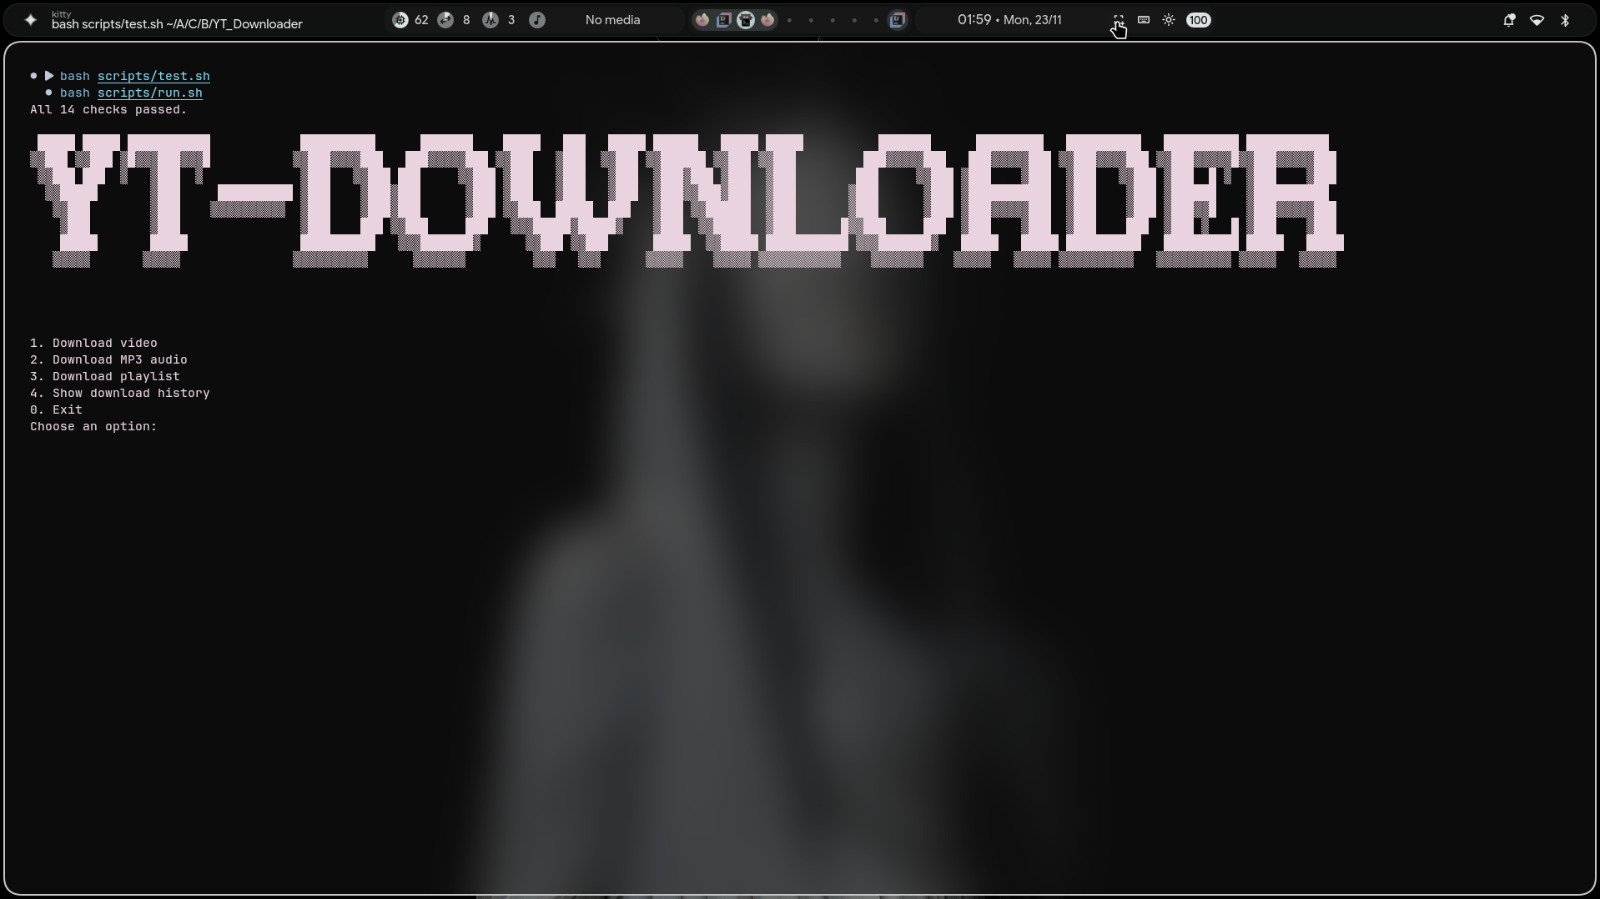 kitty
bash scripts/test.sh ~/A/C/B/YT_Downloader
62 8 3
No media
01:59 • Mon, 23/11
100
bash scripts/test.sh
bash scripts/run.sh
All 14 checks passed.
YT-DOWNLOADER
1. Download video
2. Download MP3 audio
3. Download playlist
4. Show download history
0. Exit
Choose an option: